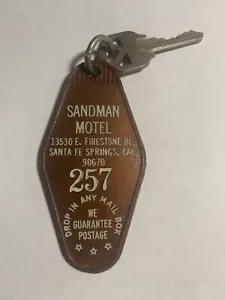 SANDMAN
MOTEL
13530 E. FIRESTONE BL.
SANTA FE SPRINGS, CAL.
90670
257
DROP IN ANY MAIL BOX
WE
GUARANTEE
POSTAGE